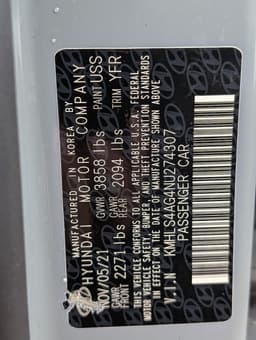 MANUFACTURED IN KOREA BY
HYUNDAI MOTOR COMPANY
NOV/05/21 GVWR 3858 lbs PAINT USS
GAWR FRONT 2271 lbs GAWR REAR 2094 lbs TRIM YFR
THIS VEHICLE CONFORMS TO ALL APPLICABLE U.S.A. FEDERAL
MOTOR VEHICLE SAFETY, BUMPER, AND THEFT PREVENTION STANDARDS
IN EFFECT ON THE DATE OF MANUFACTURE SHOWN ABOVE.
V.I.N KMHLS4AG4NU274307
PASSENGER CAR